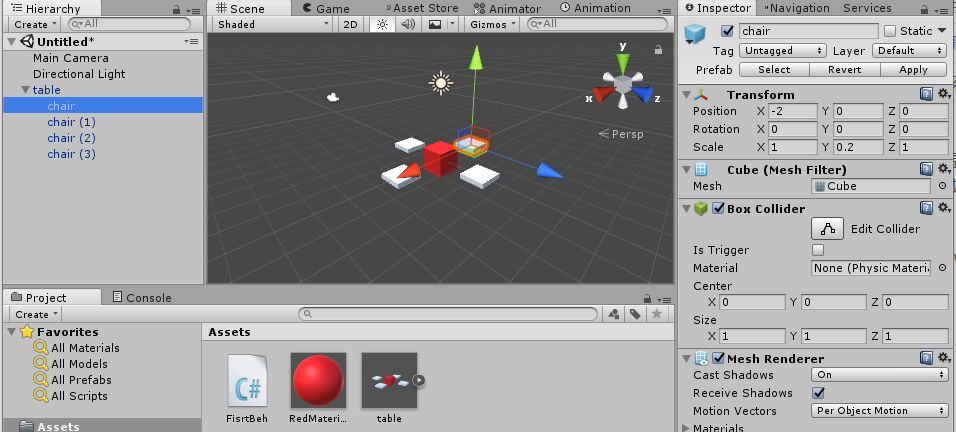 Hierarchy
Create
All
Untitled*
Main Camera
Directional Light
table
chair
chair (1)
chair (2)
chair (3)
Scene
Game
Asset Store
Animator
Animation
Shaded
2D
Gizmos
All
y
x
z
Persp
Project
Console
Create
Favorites
All Materials
All Models
All Prefabs
All Scripts
Assets
Assets
C#
FisrtBeh
RedMateri...
table
Inspector
Navigation
Services
chair
Static
Tag Untagged Layer Default
Prefab Select Revert Apply
Transform
Position X -2 Y 0 Z 0
Rotation X 0 Y 0 Z 0
Scale X 1 Y 0.2 Z 1
Cube (Mesh Filter)
Mesh Cube
Box Collider
Edit Collider
Is Trigger
Material None (Physic Materi
Center
X 0 Y 0 Z 0
Size
X 1 Y 1 Z 1
Mesh Renderer
Cast Shadows On
Receive Shadows
Motion Vectors Per Object Motion
Materials